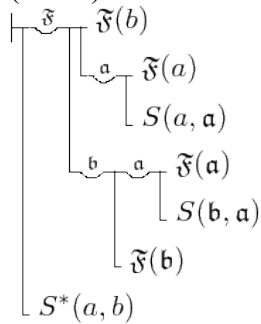 𝔉 𝔉(b)
𝔞 𝔉(a)
S(a, 𝔞)
𝔟 𝔞 𝔉(𝔞)
S(𝔟, 𝔞)
𝔉(𝔟)
S*(a, b)